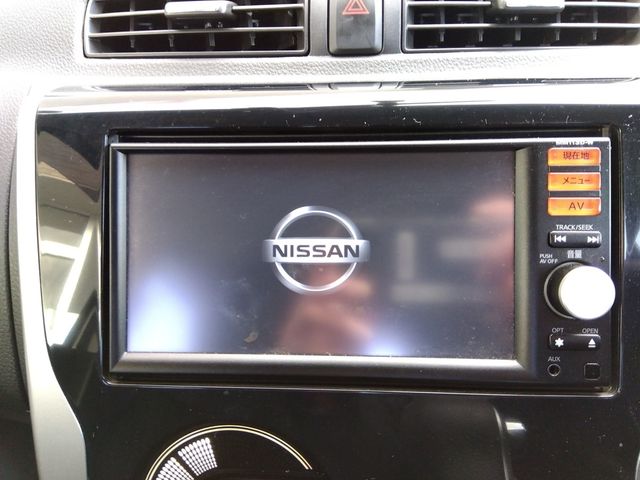 MM113D-W
現在地
メニュー
AV
TRACK/SEEK
PUSH
AV OFF
音量
NISSAN
OPT
OPEN
AUX